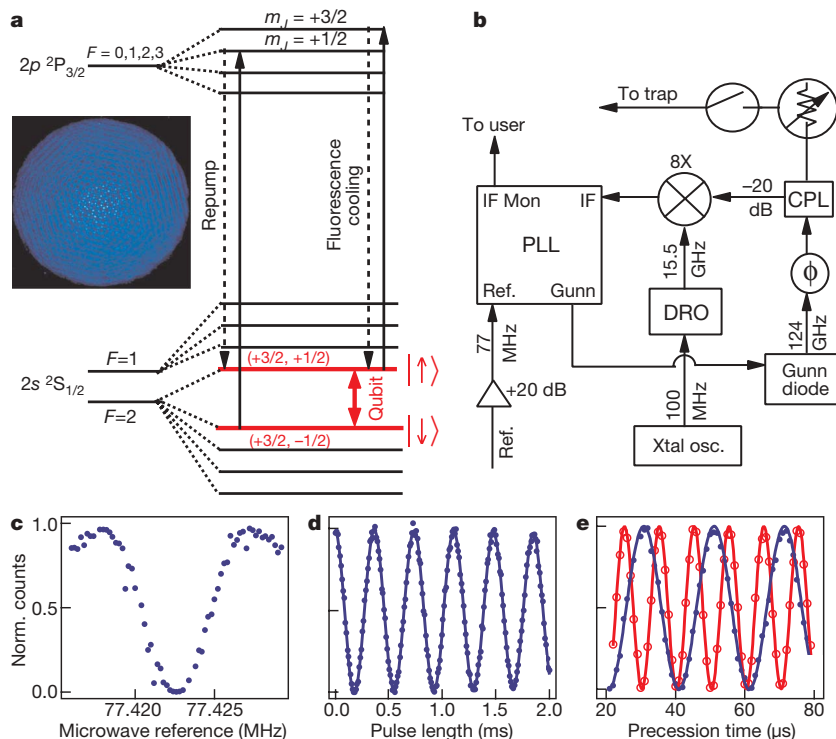 a
m_J = +3/2
m_J = +1/2
F = 0,1,2,3
2p ²P₃/₂
Repump
Fluorescence cooling
F=1
2s ²S₁/₂
F=2
(+3/2, +1/2)
|↑⟩
Qubit
(+3/2, −1/2)
|↓⟩
b
To trap
To user
8X
–20 dB
CPL
IF Mon
IF
PLL
Ref.
Gunn
15.5 GHz
ϕ
DRO
77 MHz
124 GHz
+20 dB
100 MHz
Gunn diode
Ref.
Xtal osc.
c
Norm. counts
1.0
0.5
0.0
77.420
77.425
Microwave reference (MHz)
d
0.0
0.5
1.0
1.5
2.0
Pulse length (ms)
e
20
40
60
80
Precession time (µs)